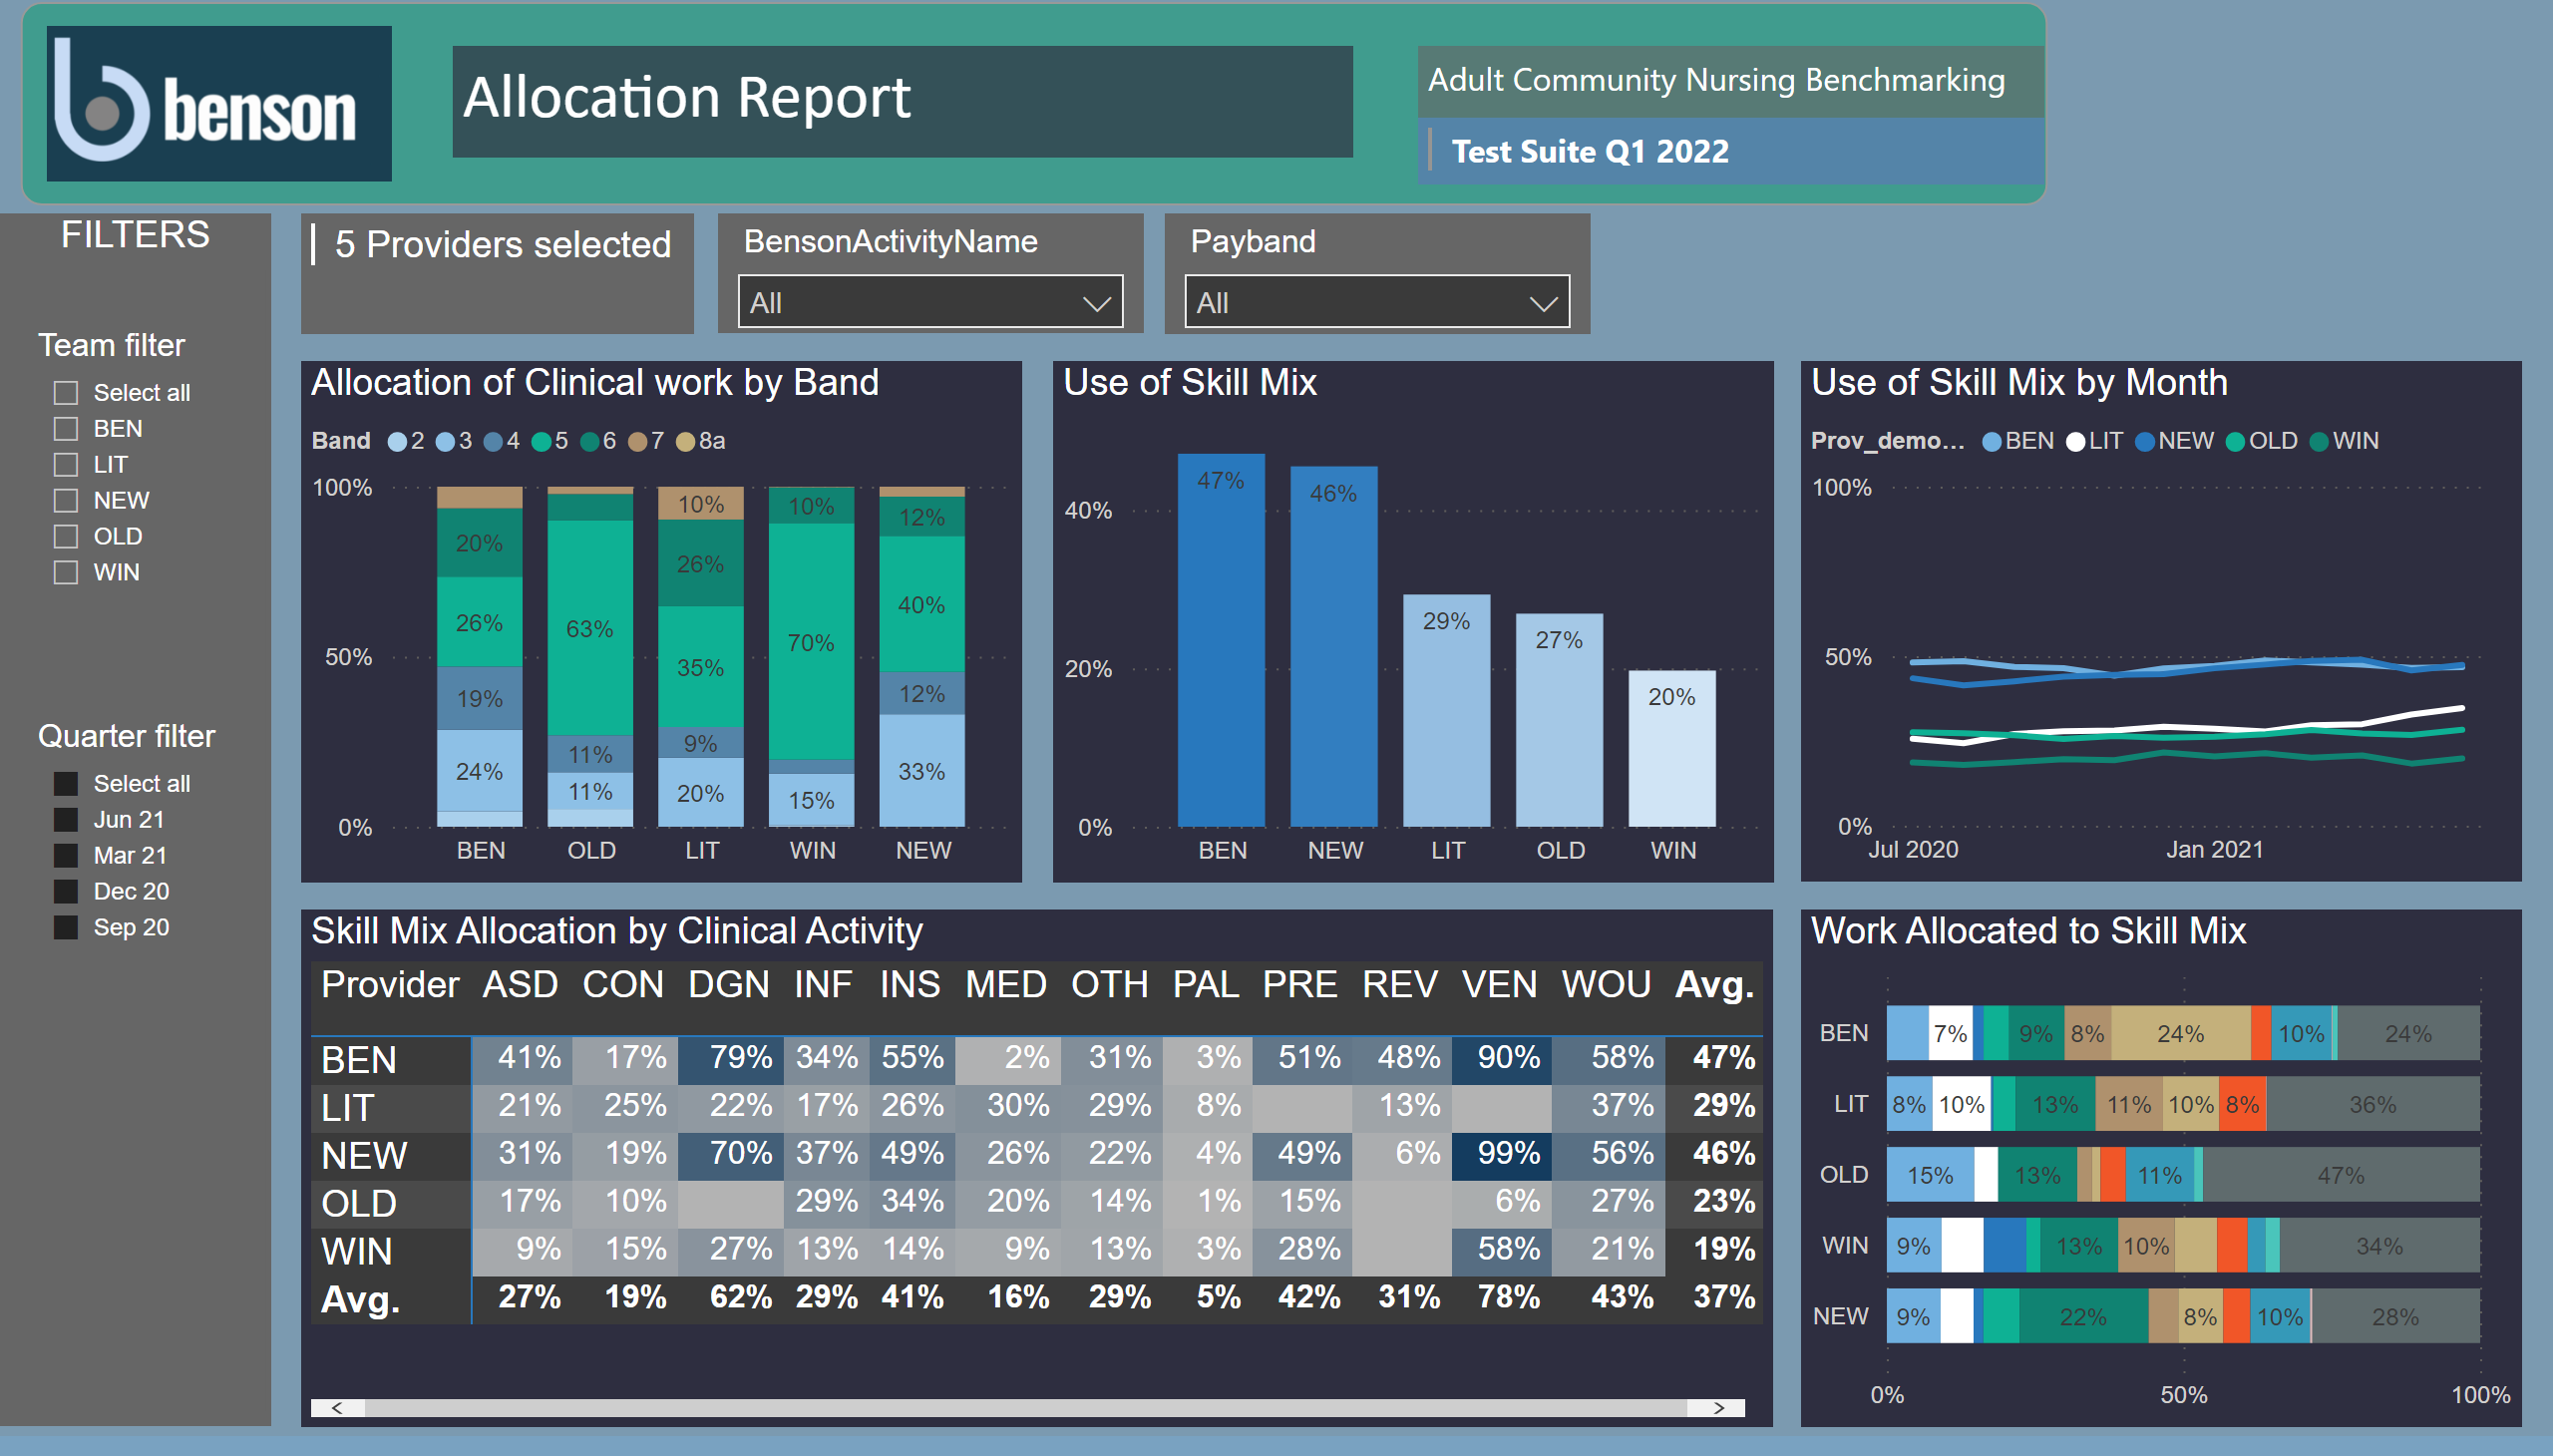 benson
Allocation Report
Adult Community Nursing Benchmarking
Test Suite Q1 2022
FILTERS
5 Providers selected
BensonActivityName
All
Payband
All
Team filter
Select all
BEN
LIT
NEW
OLD
WIN
Quarter filter
Select all
Jun 21
Mar 21
Dec 20
Sep 20
Allocation of Clinical work by Band
Band 2 3 4 5 6 7 8a
100%
50%
0%
20%
26%
19%
24%
63%
11%
11%
10%
26%
35%
9%
20%
10%
70%
15%
12%
40%
12%
33%
BEN OLD LIT WIN NEW
Use of Skill Mix
40%
20%
0%
47%
46%
29%
27%
20%
BEN NEW LIT OLD WIN
Use of Skill Mix by Month
Prov_demo... BEN LIT NEW OLD WIN
100%
50%
0%
Jul 2020 Jan 2021
Skill Mix Allocation by Clinical Activity
Provider ASD CON DGN INF INS MED OTH PAL PRE REV VEN WOU Avg.
BEN 41% 17% 79% 34% 55% 2% 31% 3% 51% 48% 90% 58% 47%
LIT 21% 25% 22% 17% 26% 30% 29% 8% 13% 37% 29%
NEW 31% 19% 70% 37% 49% 26% 22% 4% 49% 6% 99% 56% 46%
OLD 17% 10% 29% 34% 20% 14% 1% 15% 6% 27% 23%
WIN 9% 15% 27% 13% 14% 9% 13% 3% 28% 58% 21% 19%
Avg. 27% 19% 62% 29% 41% 16% 29% 5% 42% 31% 78% 43% 37%
Work Allocated to Skill Mix
BEN 7% 9% 8% 24% 10% 24%
LIT 8% 10% 13% 11% 10% 8% 36%
OLD 15% 13% 11% 47%
WIN 9% 13% 10% 34%
NEW 9% 22% 8% 10% 28%
0% 50% 100%